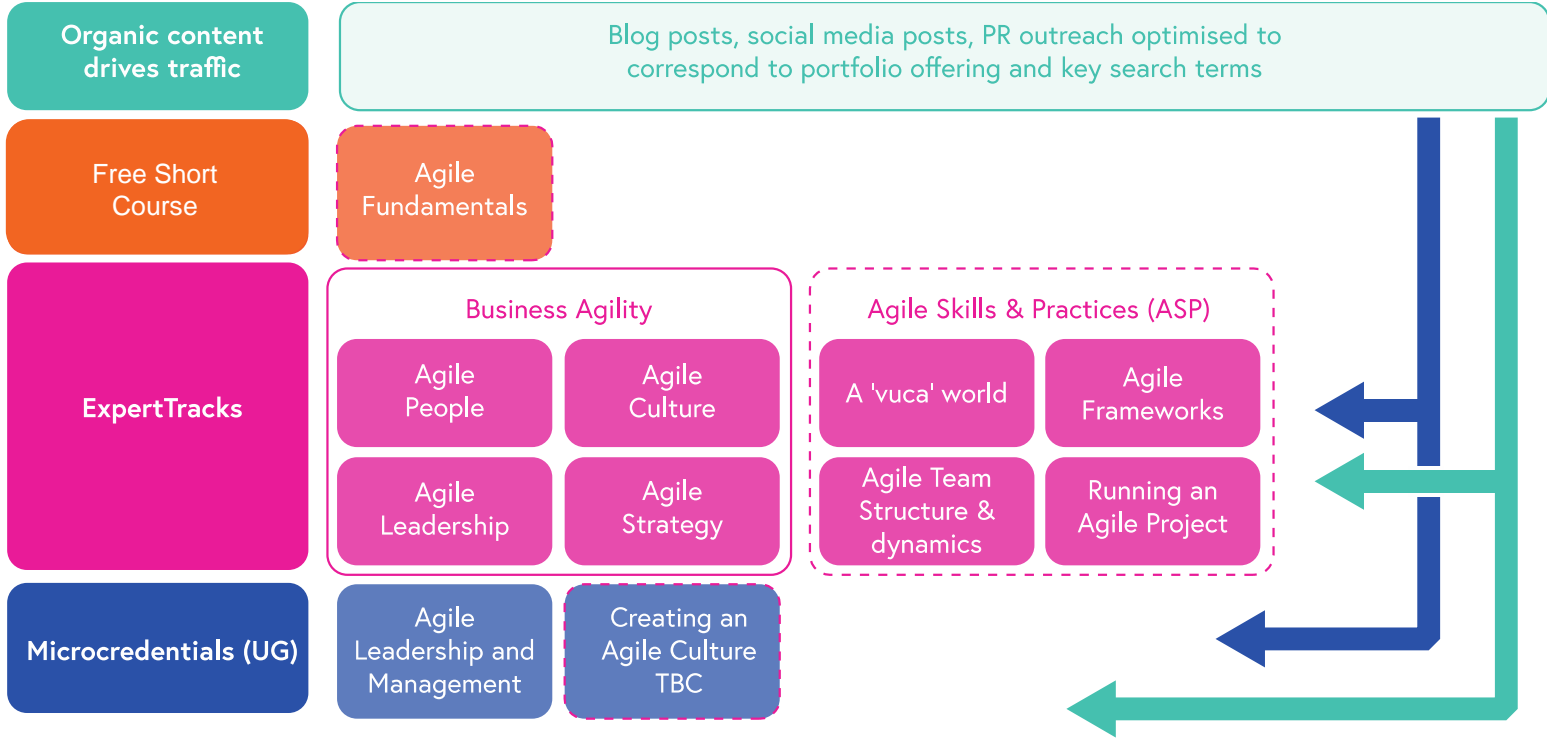 Organic content
drives traffic
Blog posts, social media posts, PR outreach optimised to
correspond to portfolio offering and key search terms
Free Short
Course
Agile
Fundamentals
ExpertTracks
Business Agility
Agile
People
Agile
Culture
Agile
Leadership
Agile
Strategy
Agile Skills & Practices (ASP)
A 'vuca' world
Agile
Frameworks
Agile Team
Structure &
dynamics
Running an
Agile Project
Microcredentials (UG)
Agile
Leadership and
Management
Creating an
Agile Culture
TBC